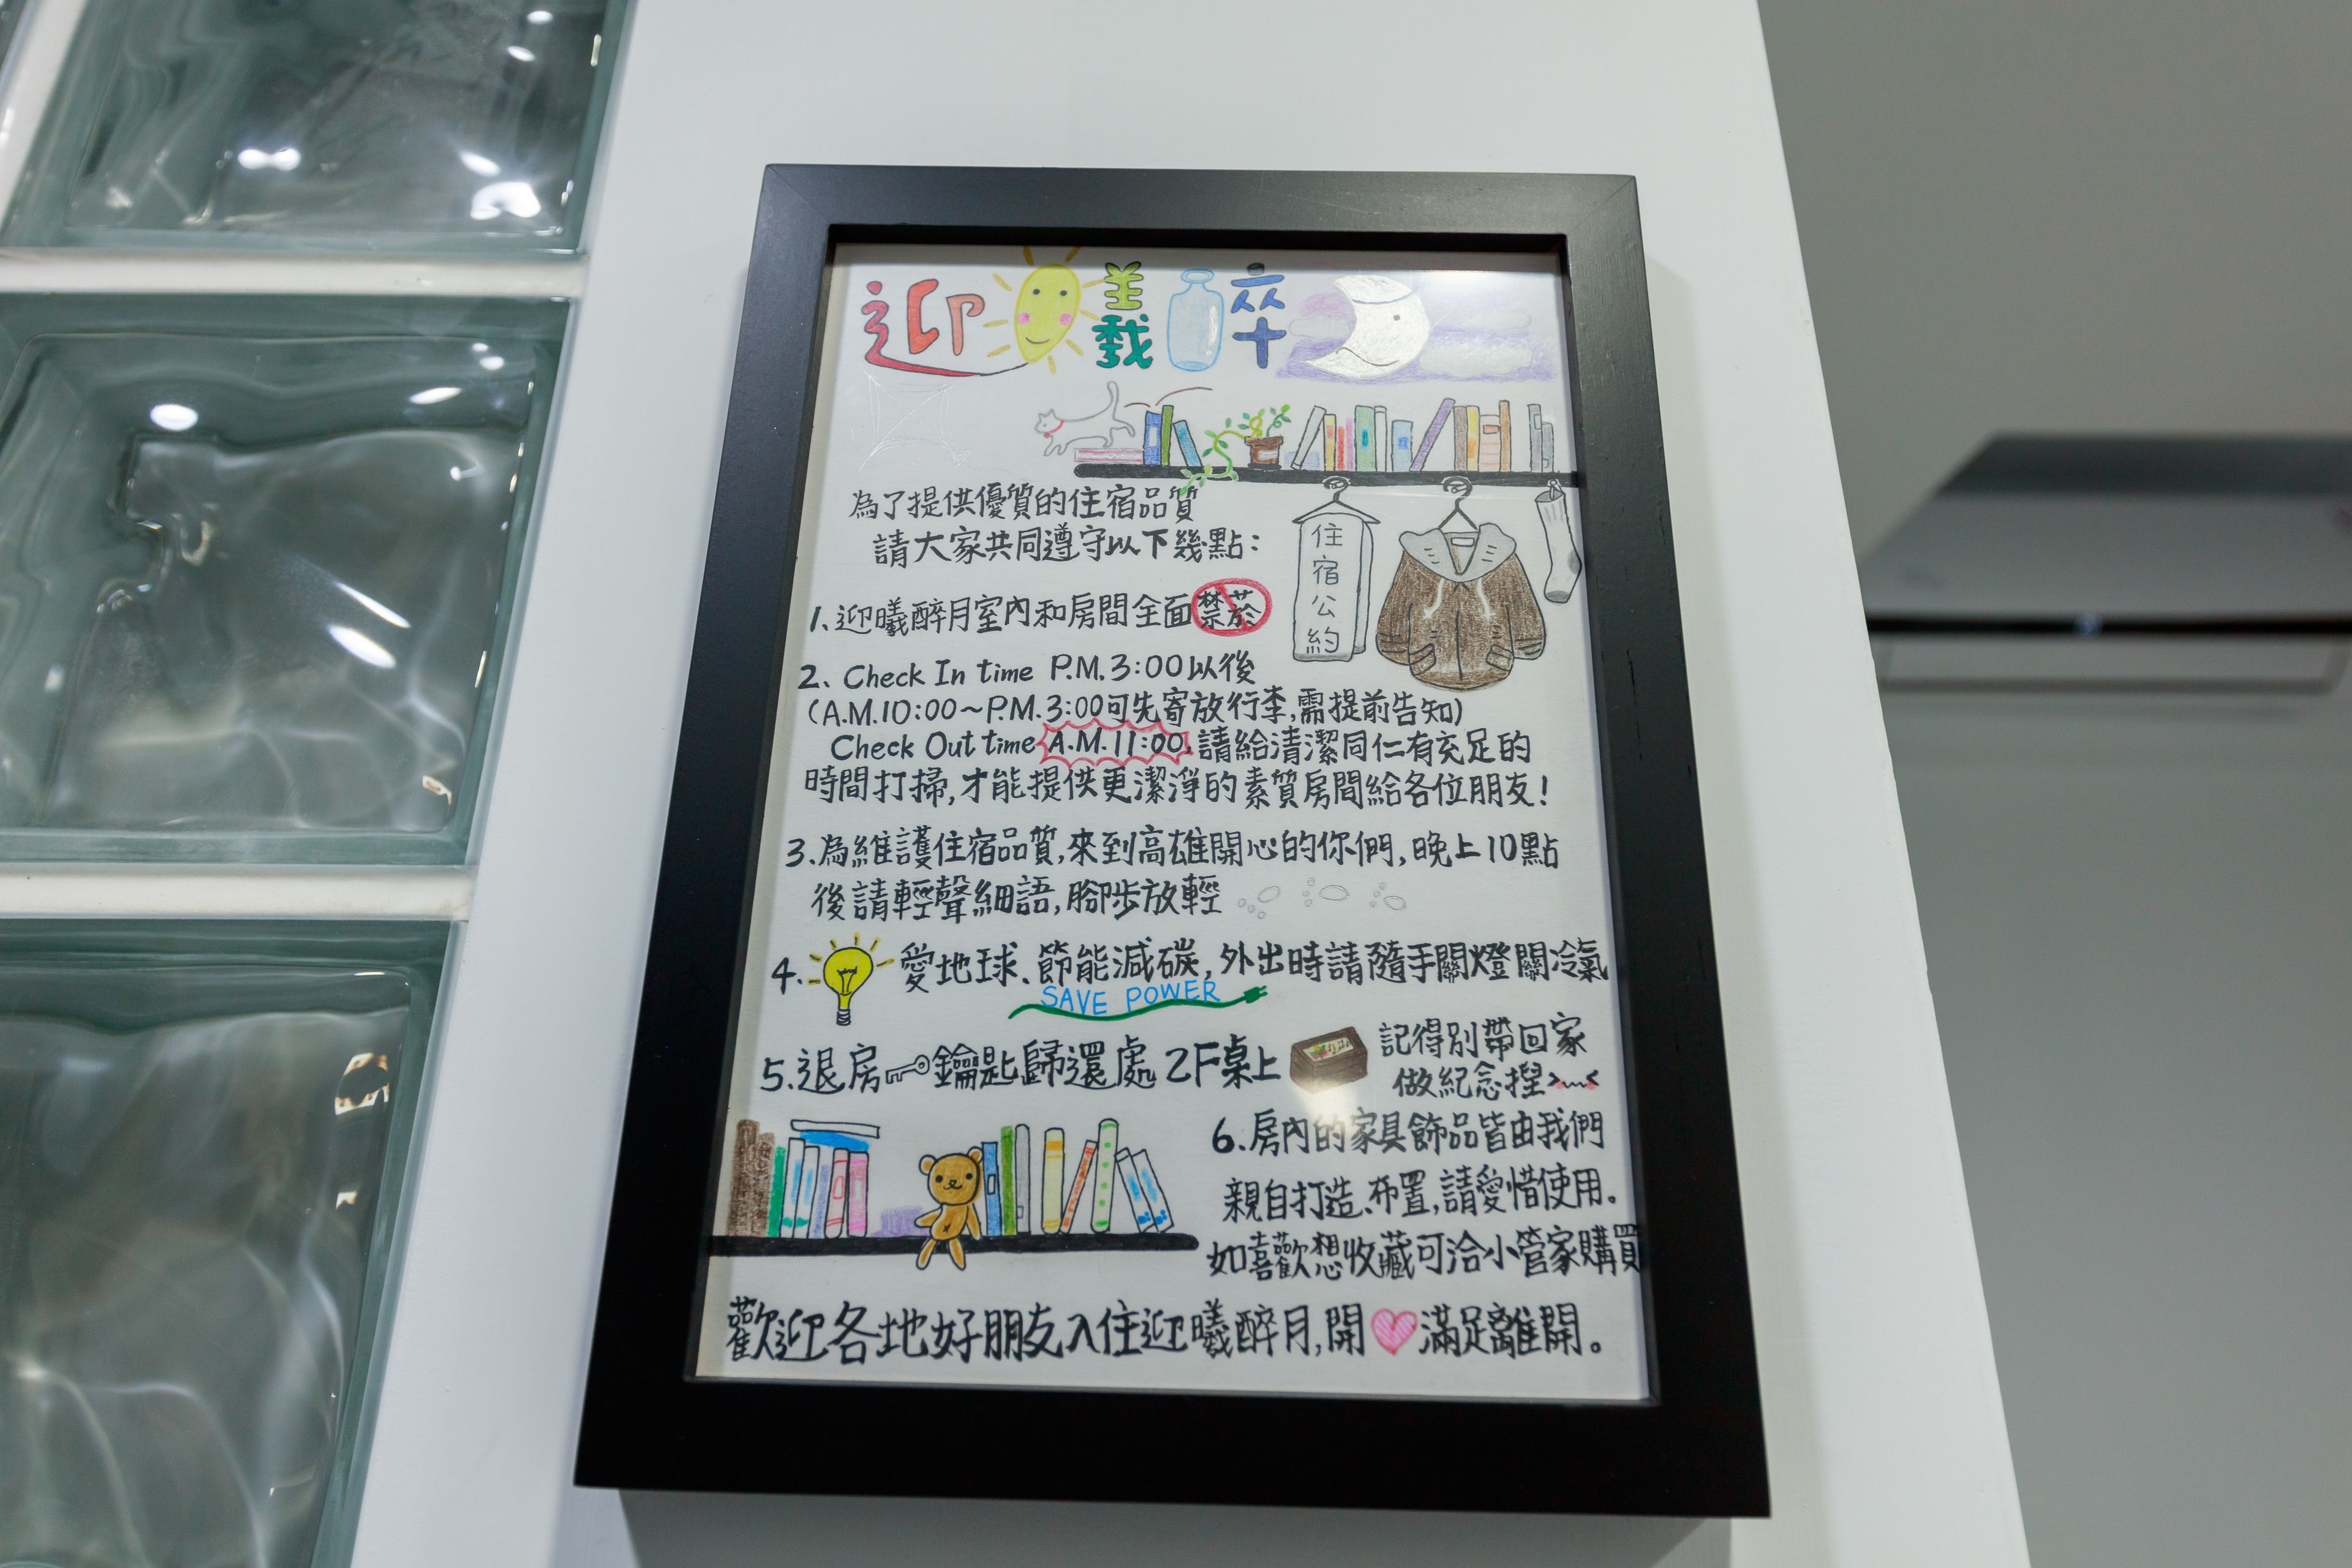 迎曦醉月
為了提供優質的住宿品質
請大家共同遵守以下幾點：
住宿公約
1、迎曦醉月室內和房間全面禁菸
2、Check In time P.M.3:00以後
(A.M.10:00~P.M.3:00可先寄放行李,需提前告知)
Check Out time A.M.11:00,請給清潔同仁有充足的
時間打掃,才能提供更潔淨的素質房間給各位朋友!
3.為維護住宿品質,來到高雄開心的你們,晚上10點
後請輕聲細語,腳步放輕
4.愛地球、節能減碳,外出時請隨手關燈關冷氣
SAVE POWER
5.退房鑰匙歸還處2F桌上
記得別帶回家
做紀念捏>﹏<
6.房內的家具飾品皆由我們
親自打造、布置,請愛惜使用。
如喜歡想收藏可洽小管家購買
歡迎各地好朋友入住迎曦醉月,開♥滿足離開。